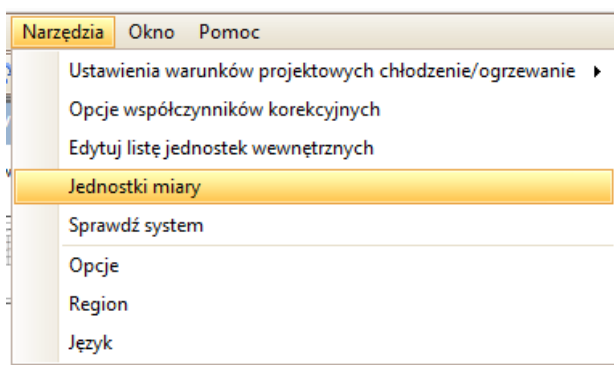 Narzędzia Okno Pomoc
Ustawienia warunków projektowych chłodzenie/ogrzewanie
Opcje współczynników korekcyjnych
Edytuj listę jednostek wewnętrznych
Jednostki miary
Sprawdź system
Opcje
Region
Język